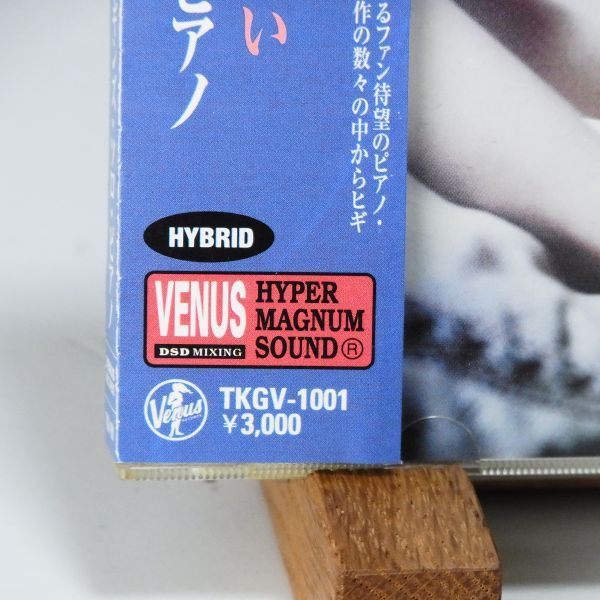 るファン待望のピアノ・
作の数々の中からヒギ
い
ピアノ
HYBRID
VENUS
HYPER
MAGNUM
SOUND®
DSD MIXING
Venus
TKGV-1001
¥3,000